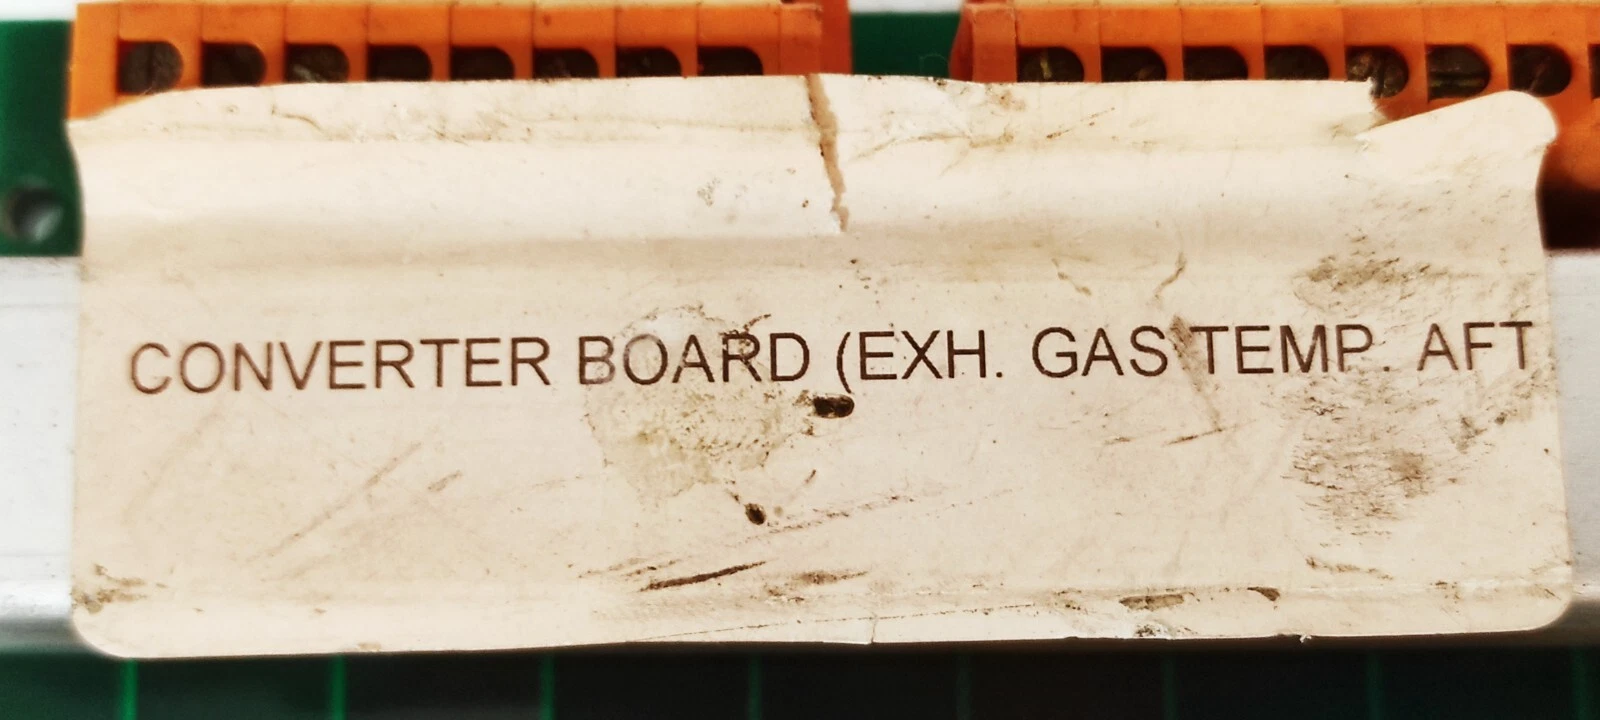 CONVERTER BOARD (EXH. GAS TEMP. AFT